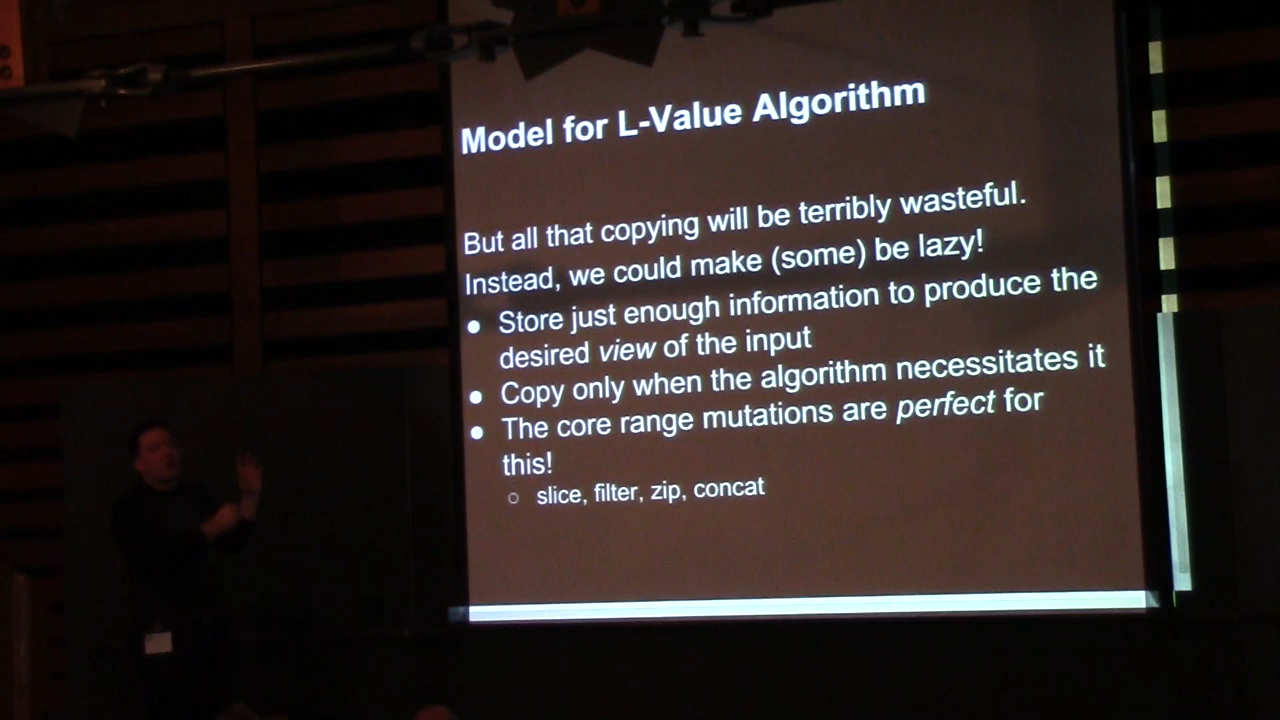 Model for L-Value Algorithm
But all that copying will be terribly wasteful.
Instead, we could make (some) be lazy!
● Store just enough information to produce the
desired view of the input
● Copy only when the algorithm necessitates it
● The core range mutations are perfect for
this!
○ slice, filter, zip, concat